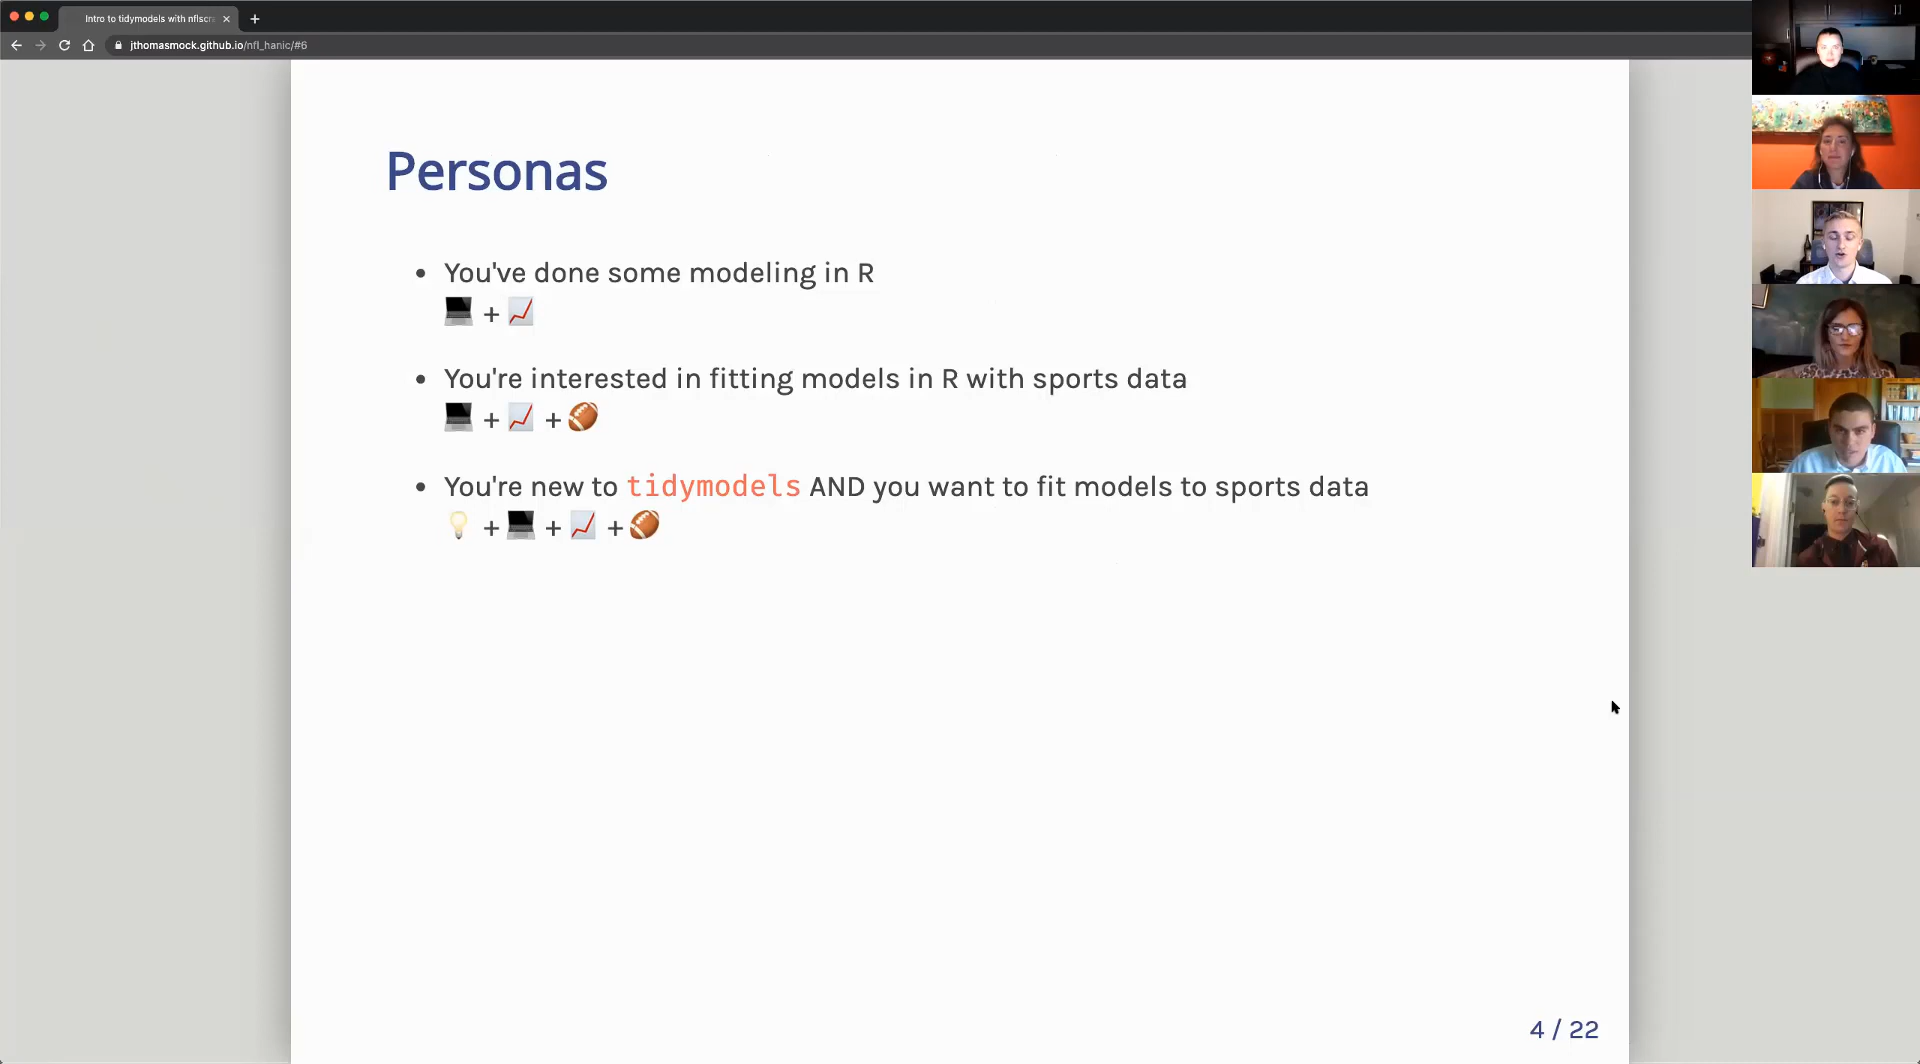 Intro to tidymodels with nflscra
jthomasmock.github.io/nfl_hanic/#6
Personas
You've done some modeling in R
+
You're interested in fitting models in R with sports data
+ +
You're new to tidymodels AND you want to fit models to sports data
+ + +
4 / 22